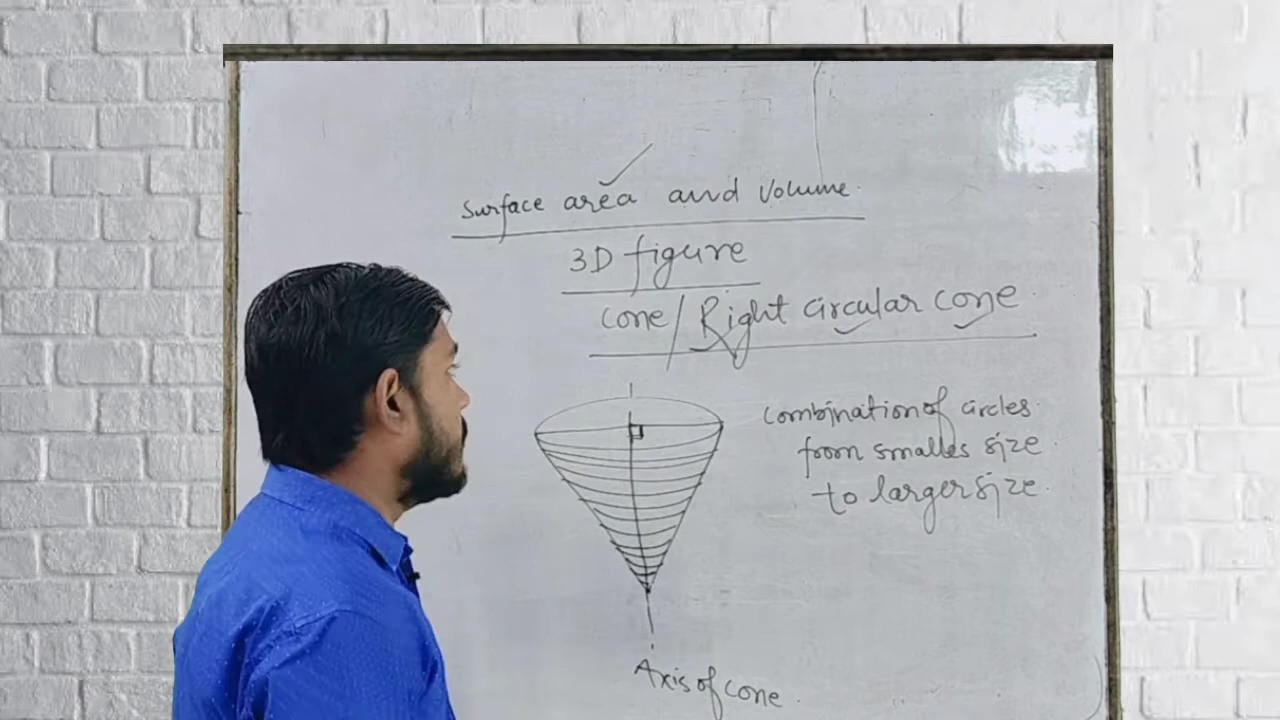 Surface area and Volume.
3D figure
Cone/Right circular cone
Combination of circles
from smalles size
to larger size.
Axis of cone